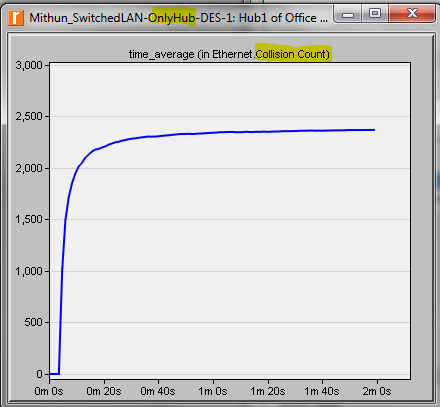 Mithun_SwitchedLAN-OnlyHub-DES-1: Hub1 of Office ...
time_average (in Ethernet.Collision Count)
3,000
2,500
2,000
1,500
1,000
500
0
0m 0s 0m 20s 0m 40s 1m 0s 1m 20s 1m 40s 2m 0s